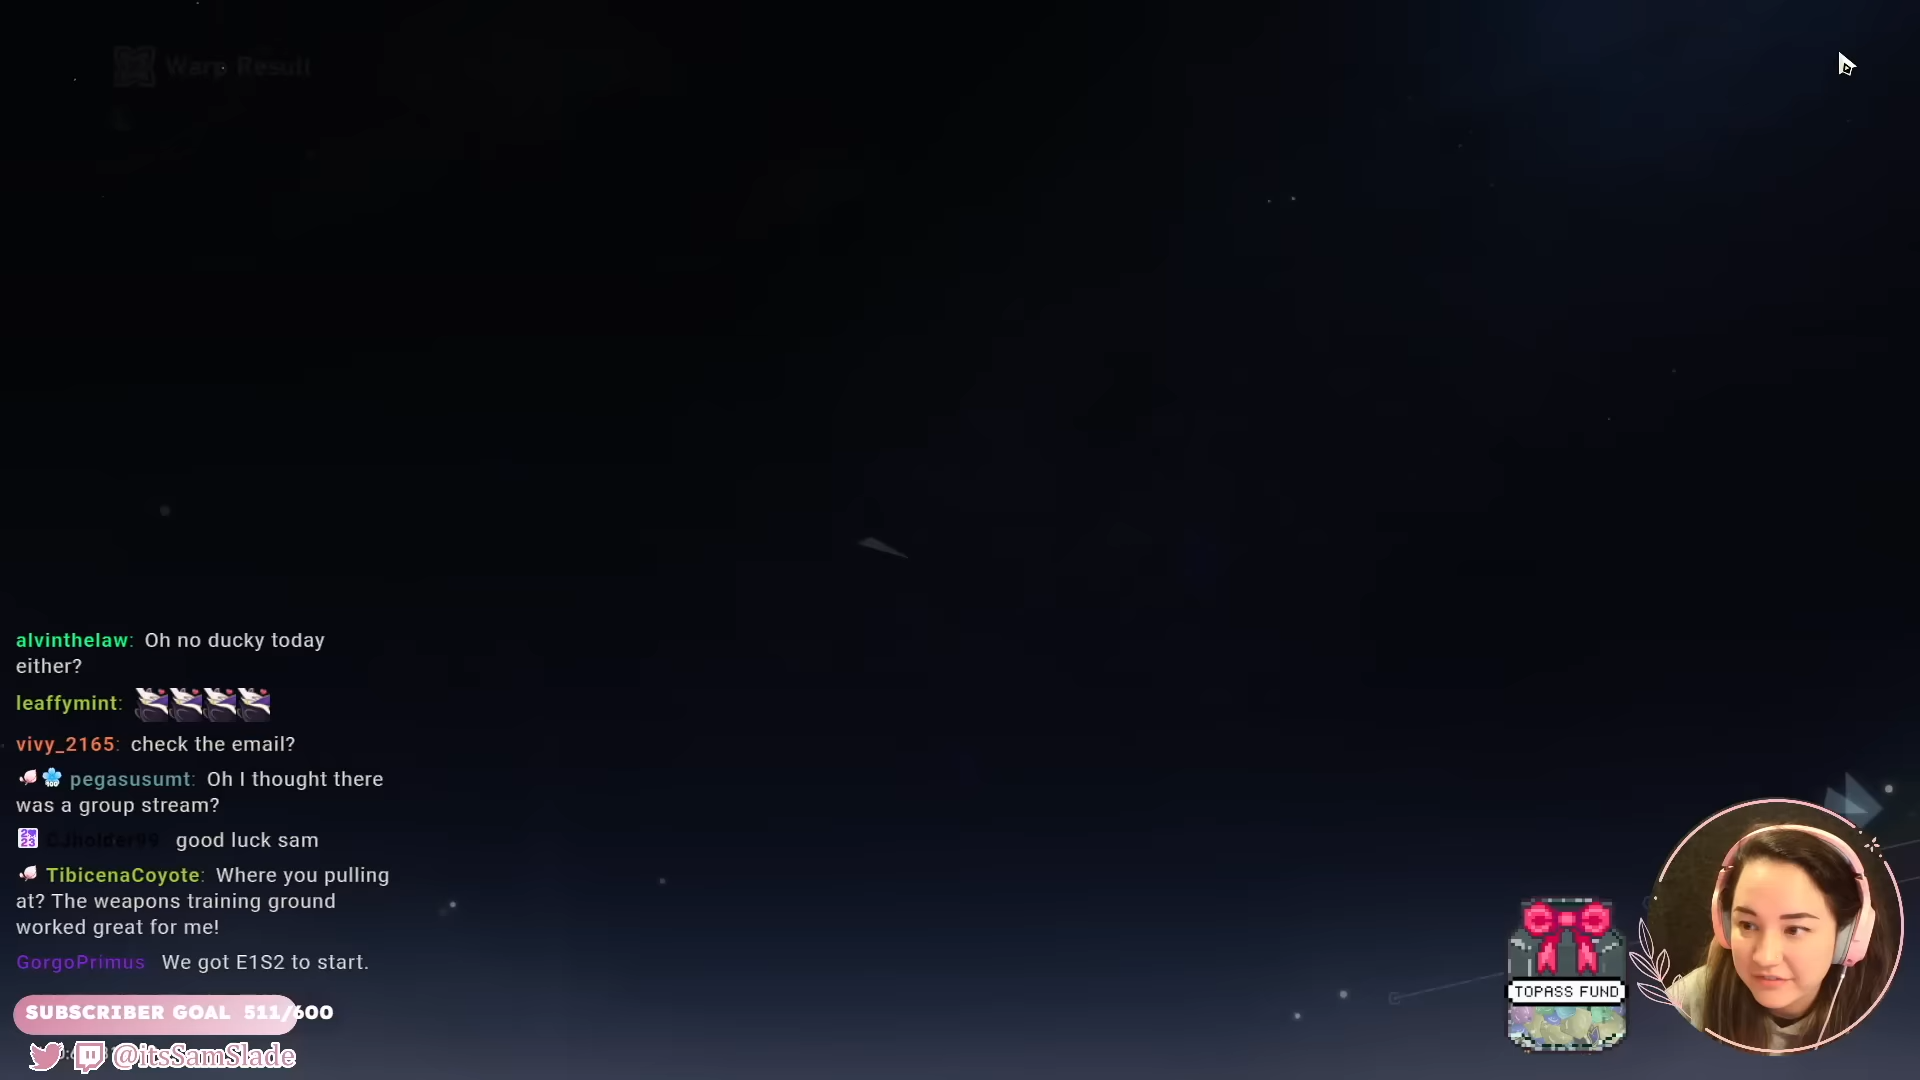 Warp Result
alvinthelaw: Oh no ducky today
either?
leaffymint:
vivy_2165: check the email?
pegasusumt: Oh I thought there
was a group stream?
CJholder99 good luck sam
TibicenaCoyote: Where you pulling
at? The weapons training ground
worked great for me!
GorgoPrimus We got E1S2 to start.
SUBSCRIBER GOAL 511/600
@itsSamSlade
TOPASS FUND